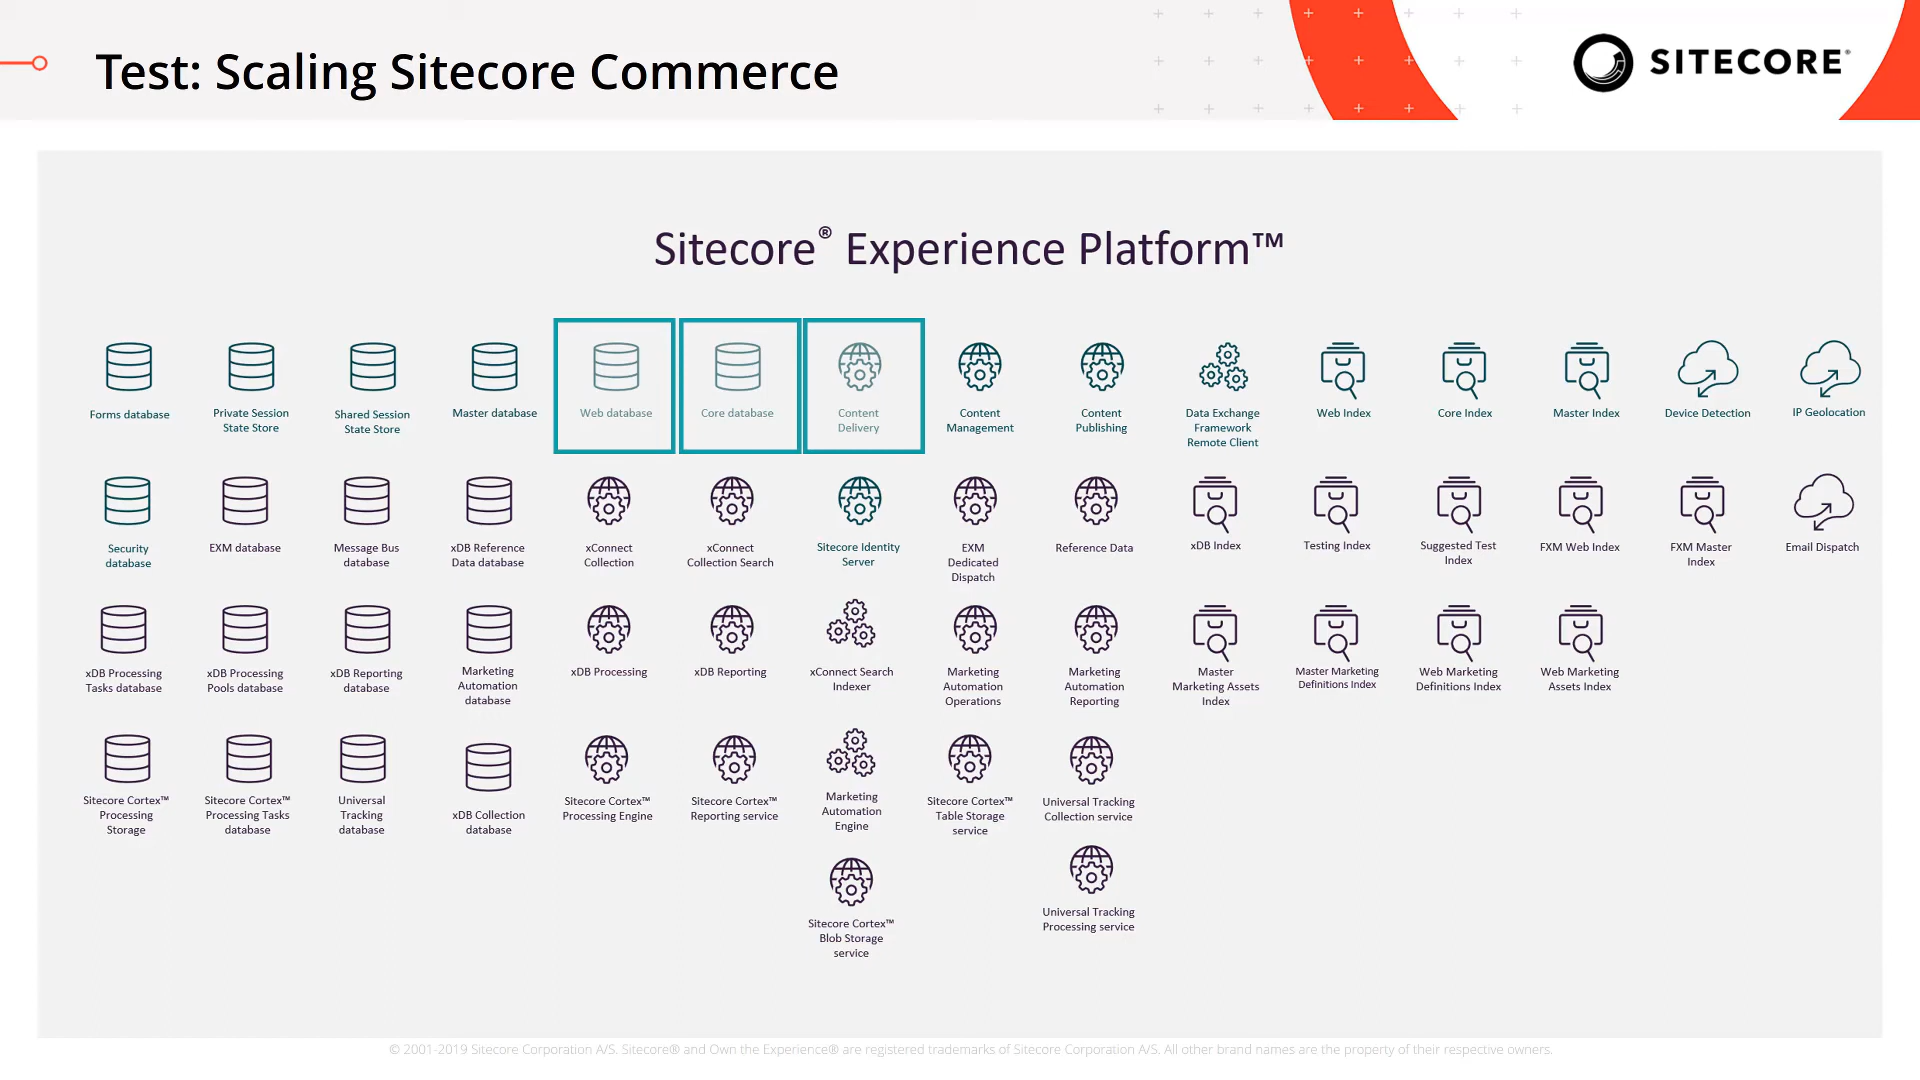 Test: Scaling Sitecore Commerce
SITECORE®
Sitecore® Experience Platform™
Forms database
Private Session
State Store
Shared Session
State Store
Master database
Web database
Core database
Content
Delivery
Content
Management
Content
Publishing
Data Exchange
Framework
Remote Client
Web Index
Core Index
Master Index
Device Detection
IP Geolocation
Security
database
EXM database
Message Bus
database
xDB Reference
Data database
xConnect
Collection
xConnect
Collection Search
Sitecore Identity
Server
EXM
Dedicated
Dispatch
Reference Data
xDB Index
Testing Index
Suggested Test
Index
FXM Web Index
FXM Master
Index
Email Dispatch
xDB Processing
Tasks database
xDB Processing
Pools database
xDB Reporting
database
Marketing
Automation
database
xDB Processing
xDB Reporting
xConnect Search
Indexer
Marketing
Automation
Operations
Marketing
Automation
Reporting
Master
Marketing Assets
Index
Master Marketing
Definitions Index
Web Marketing
Definitions Index
Web Marketing
Assets Index
Sitecore Cortex™
Processing
Storage
Sitecore Cortex™
Processing Tasks
database
Universal
Tracking
database
xDB Collection
database
Sitecore Cortex™
Processing Engine
Sitecore Cortex™
Reporting service
Marketing
Automation
Engine
Sitecore Cortex™
Table Storage
service
Universal Tracking
Collection service
Sitecore Cortex™
Blob Storage
service
Universal Tracking
Processing service
© 2001-2019 Sitecore Corporation A/S. Sitecore® and Own the Experience® are registered trademarks of Sitecore Corporation A/S. All other brand names are the property of their respective owners.